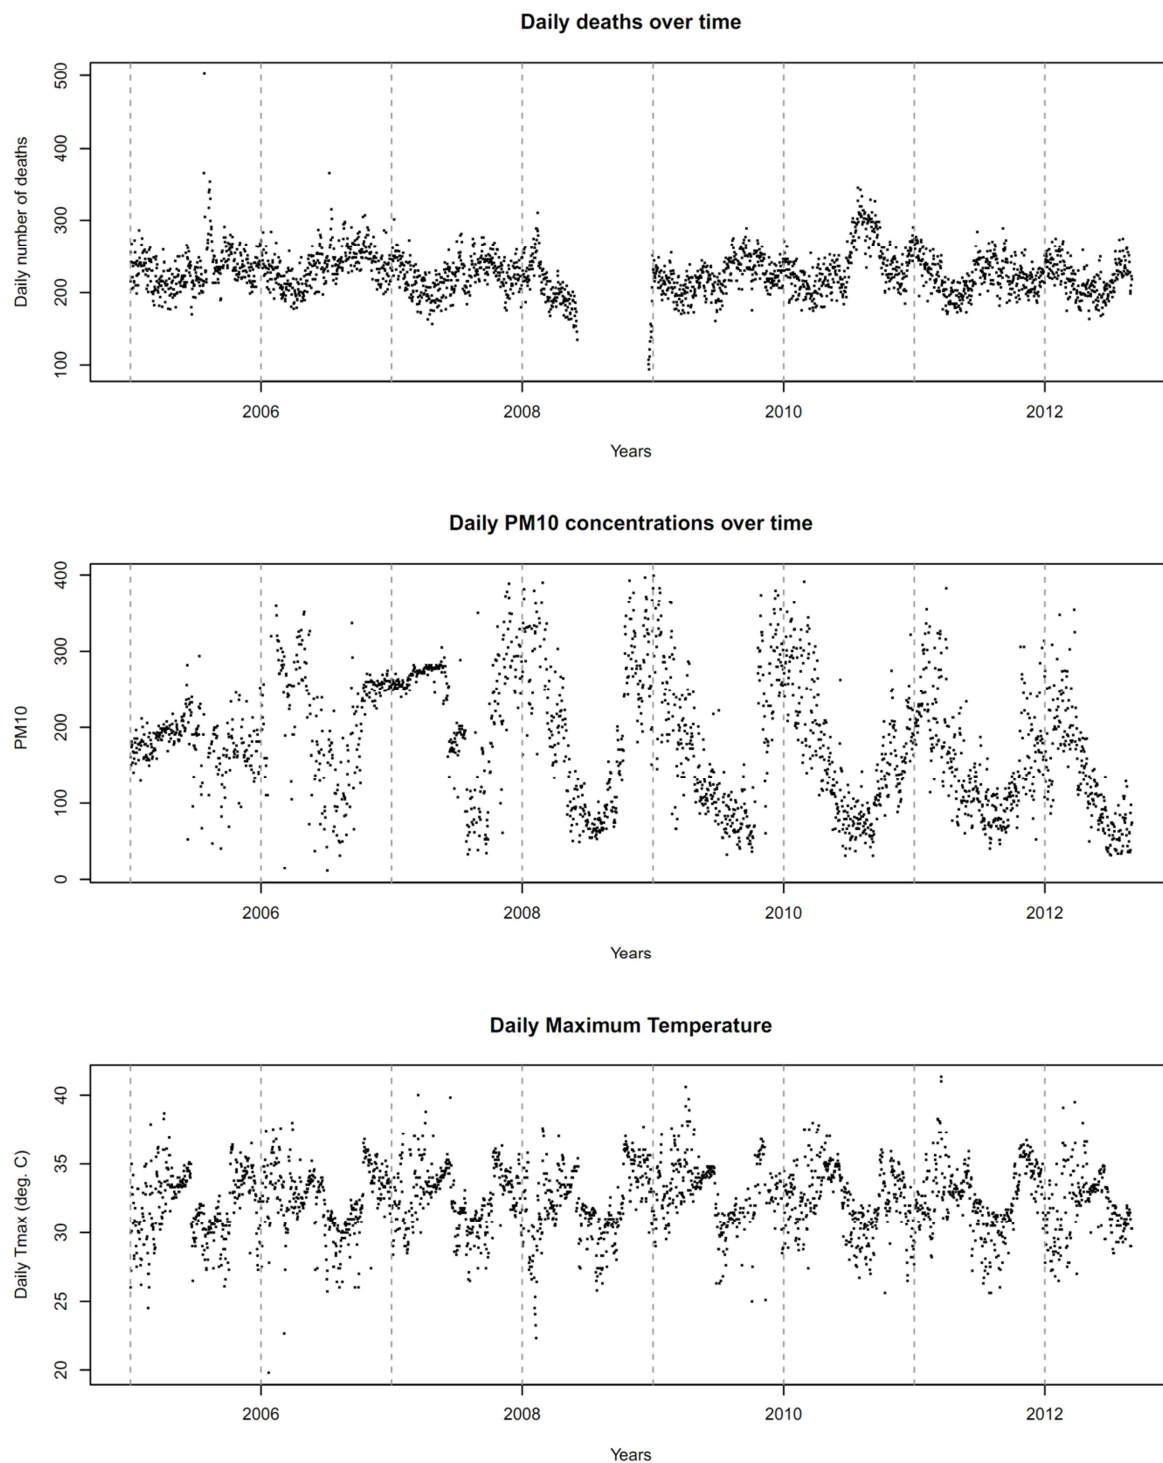 Daily deaths over time
Daily number of deaths
500
400
300
200
100
2006 2008 2010 2012
Years
Daily PM10 concentrations over time
PM10
400
300
200
100
0
2006 2008 2010 2012
Years
Daily Maximum Temperature
Daily Tmax (deg. C)
40
35
30
25
20
2006 2008 2010 2012
Years